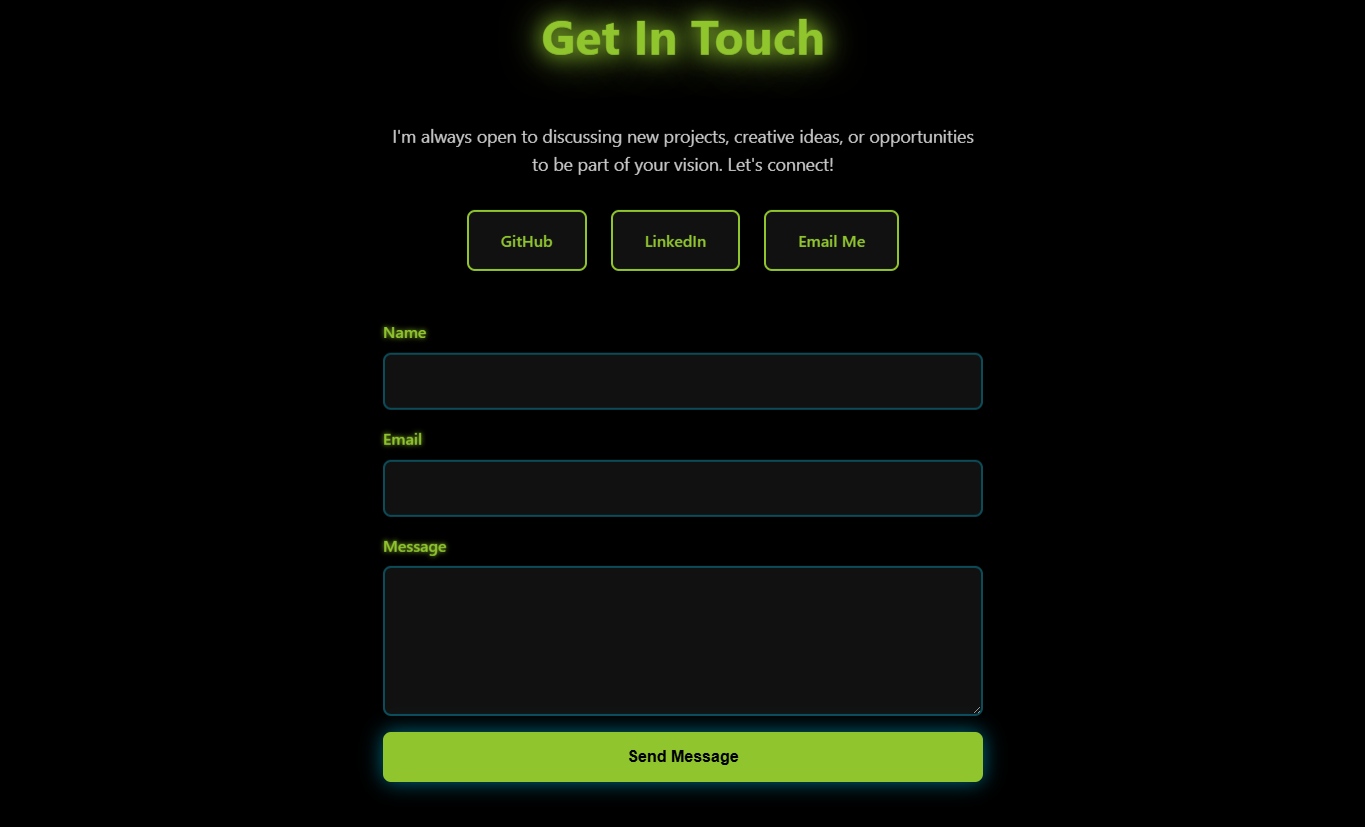 Get In Touch
I'm always open to discussing new projects, creative ideas, or opportunities
to be part of your vision. Let's connect!
GitHub
LinkedIn
Email Me
Name
Email
Message
Send Message